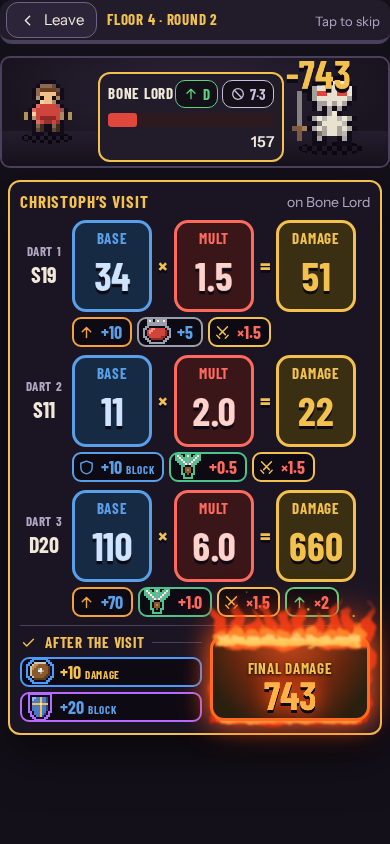 Leave
FLOOR 4 · ROUND 2
Tap to skip
-743
BONE LORD
D
7-3
157
CHRISTOPH'S VISIT
on Bone Lord
DART 1
S19
BASE
34
×
MULT
1.5
=
DAMAGE
51
+10
+5
×1.5
DART 2
S11
BASE
11
×
MULT
2.0
=
DAMAGE
22
+10 BLOCK
+0.5
×1.5
DART 3
D20
BASE
110
×
MULT
6.0
=
DAMAGE
660
+70
+1.0
×1.5
×2
AFTER THE VISIT
+10 DAMAGE
+20 BLOCK
FINAL DAMAGE
743